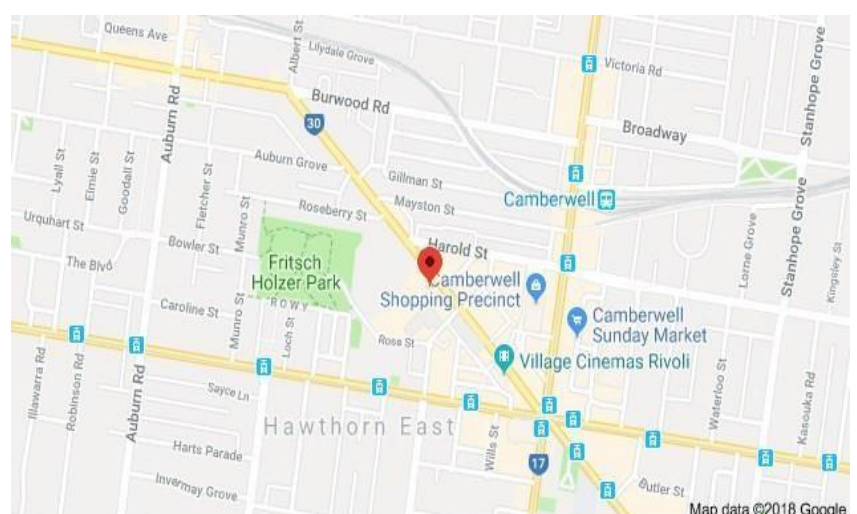 Queens Ave
Albert St
Lilydale Grove
Victoria Rd
Stanhope Grove
Burwood Rd
Auburn Rd
30
Broadway
Auburn Grove
Lyall St
Elmie St
Goodall St
Fletcher St
Gillman St
Camberwell
Mayston St
Roseberry St
Munro St
Urquhart St
Bowler St
Harold St
Lorne Grove
Stanhope Grove
Kingsley St
The Blvd
Fritsch
Holzer Park
Camberwell
Shopping Precinct
ROWY
Caroline St
Munro St
Loch St
Camberwell
Sunday Market
Ross St
Village Cinemas Rivoli
Illawarra Rd
Robinson Rd
Auburn Rd
Sayce Ln
Waterloo St
Kasouka Rd
Hawthorn East
Wills St
Harts Parade
17
Invermay Grove
Butler St
Map data ©2018 Google